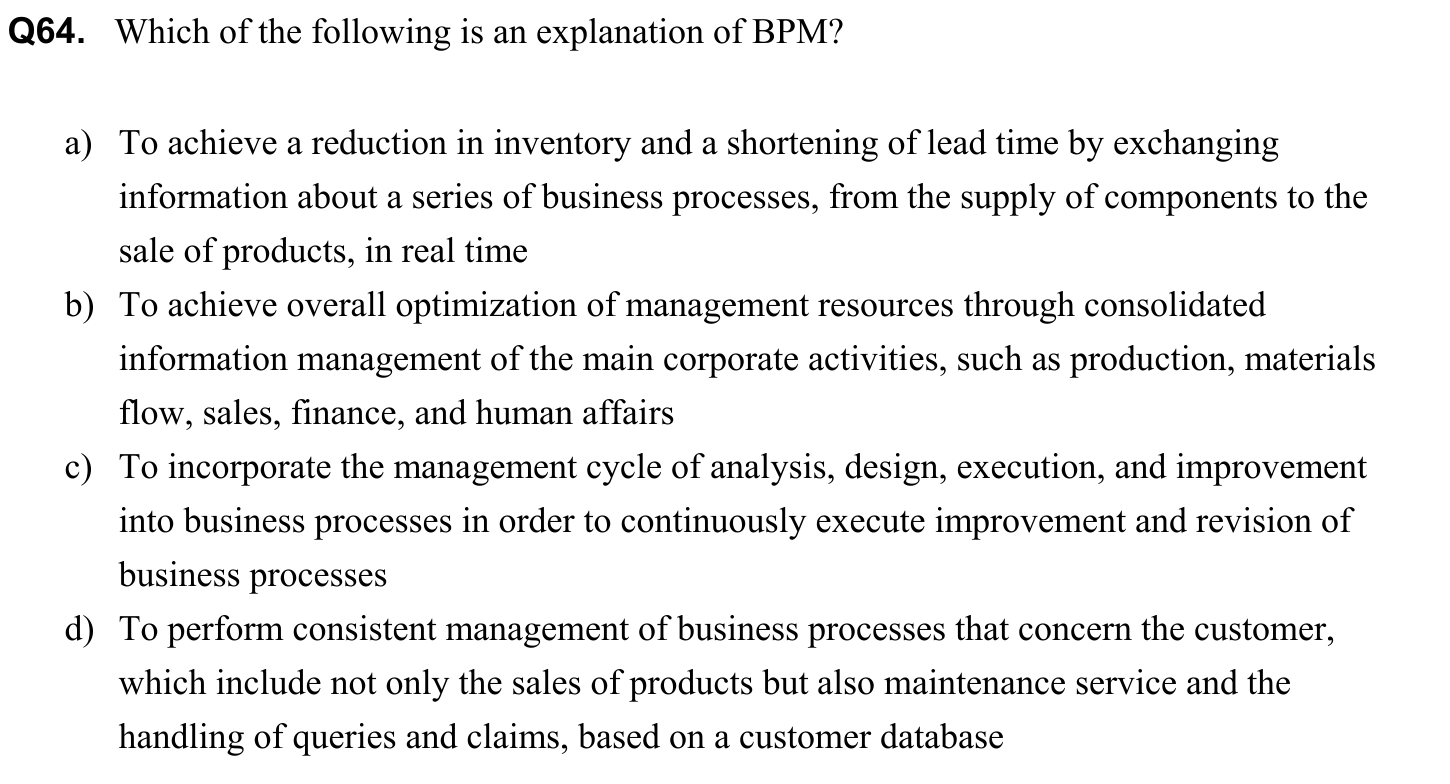 Q64. Which of the following is an explanation of BPM?
a) To achieve a reduction in inventory and a shortening of lead time by exchanging
information about a series of business processes, from the supply of components to the
sale of products, in real time
b) To achieve overall optimization of management resources through consolidated
information management of the main corporate activities, such as production, materials
flow, sales, finance, and human affairs
c) To incorporate the management cycle of analysis, design, execution, and improvement
into business processes in order to continuously execute improvement and revision of
business processes
d) To perform consistent management of business processes that concern the customer,
which include not only the sales of products but also maintenance service and the
handling of queries and claims, based on a customer database